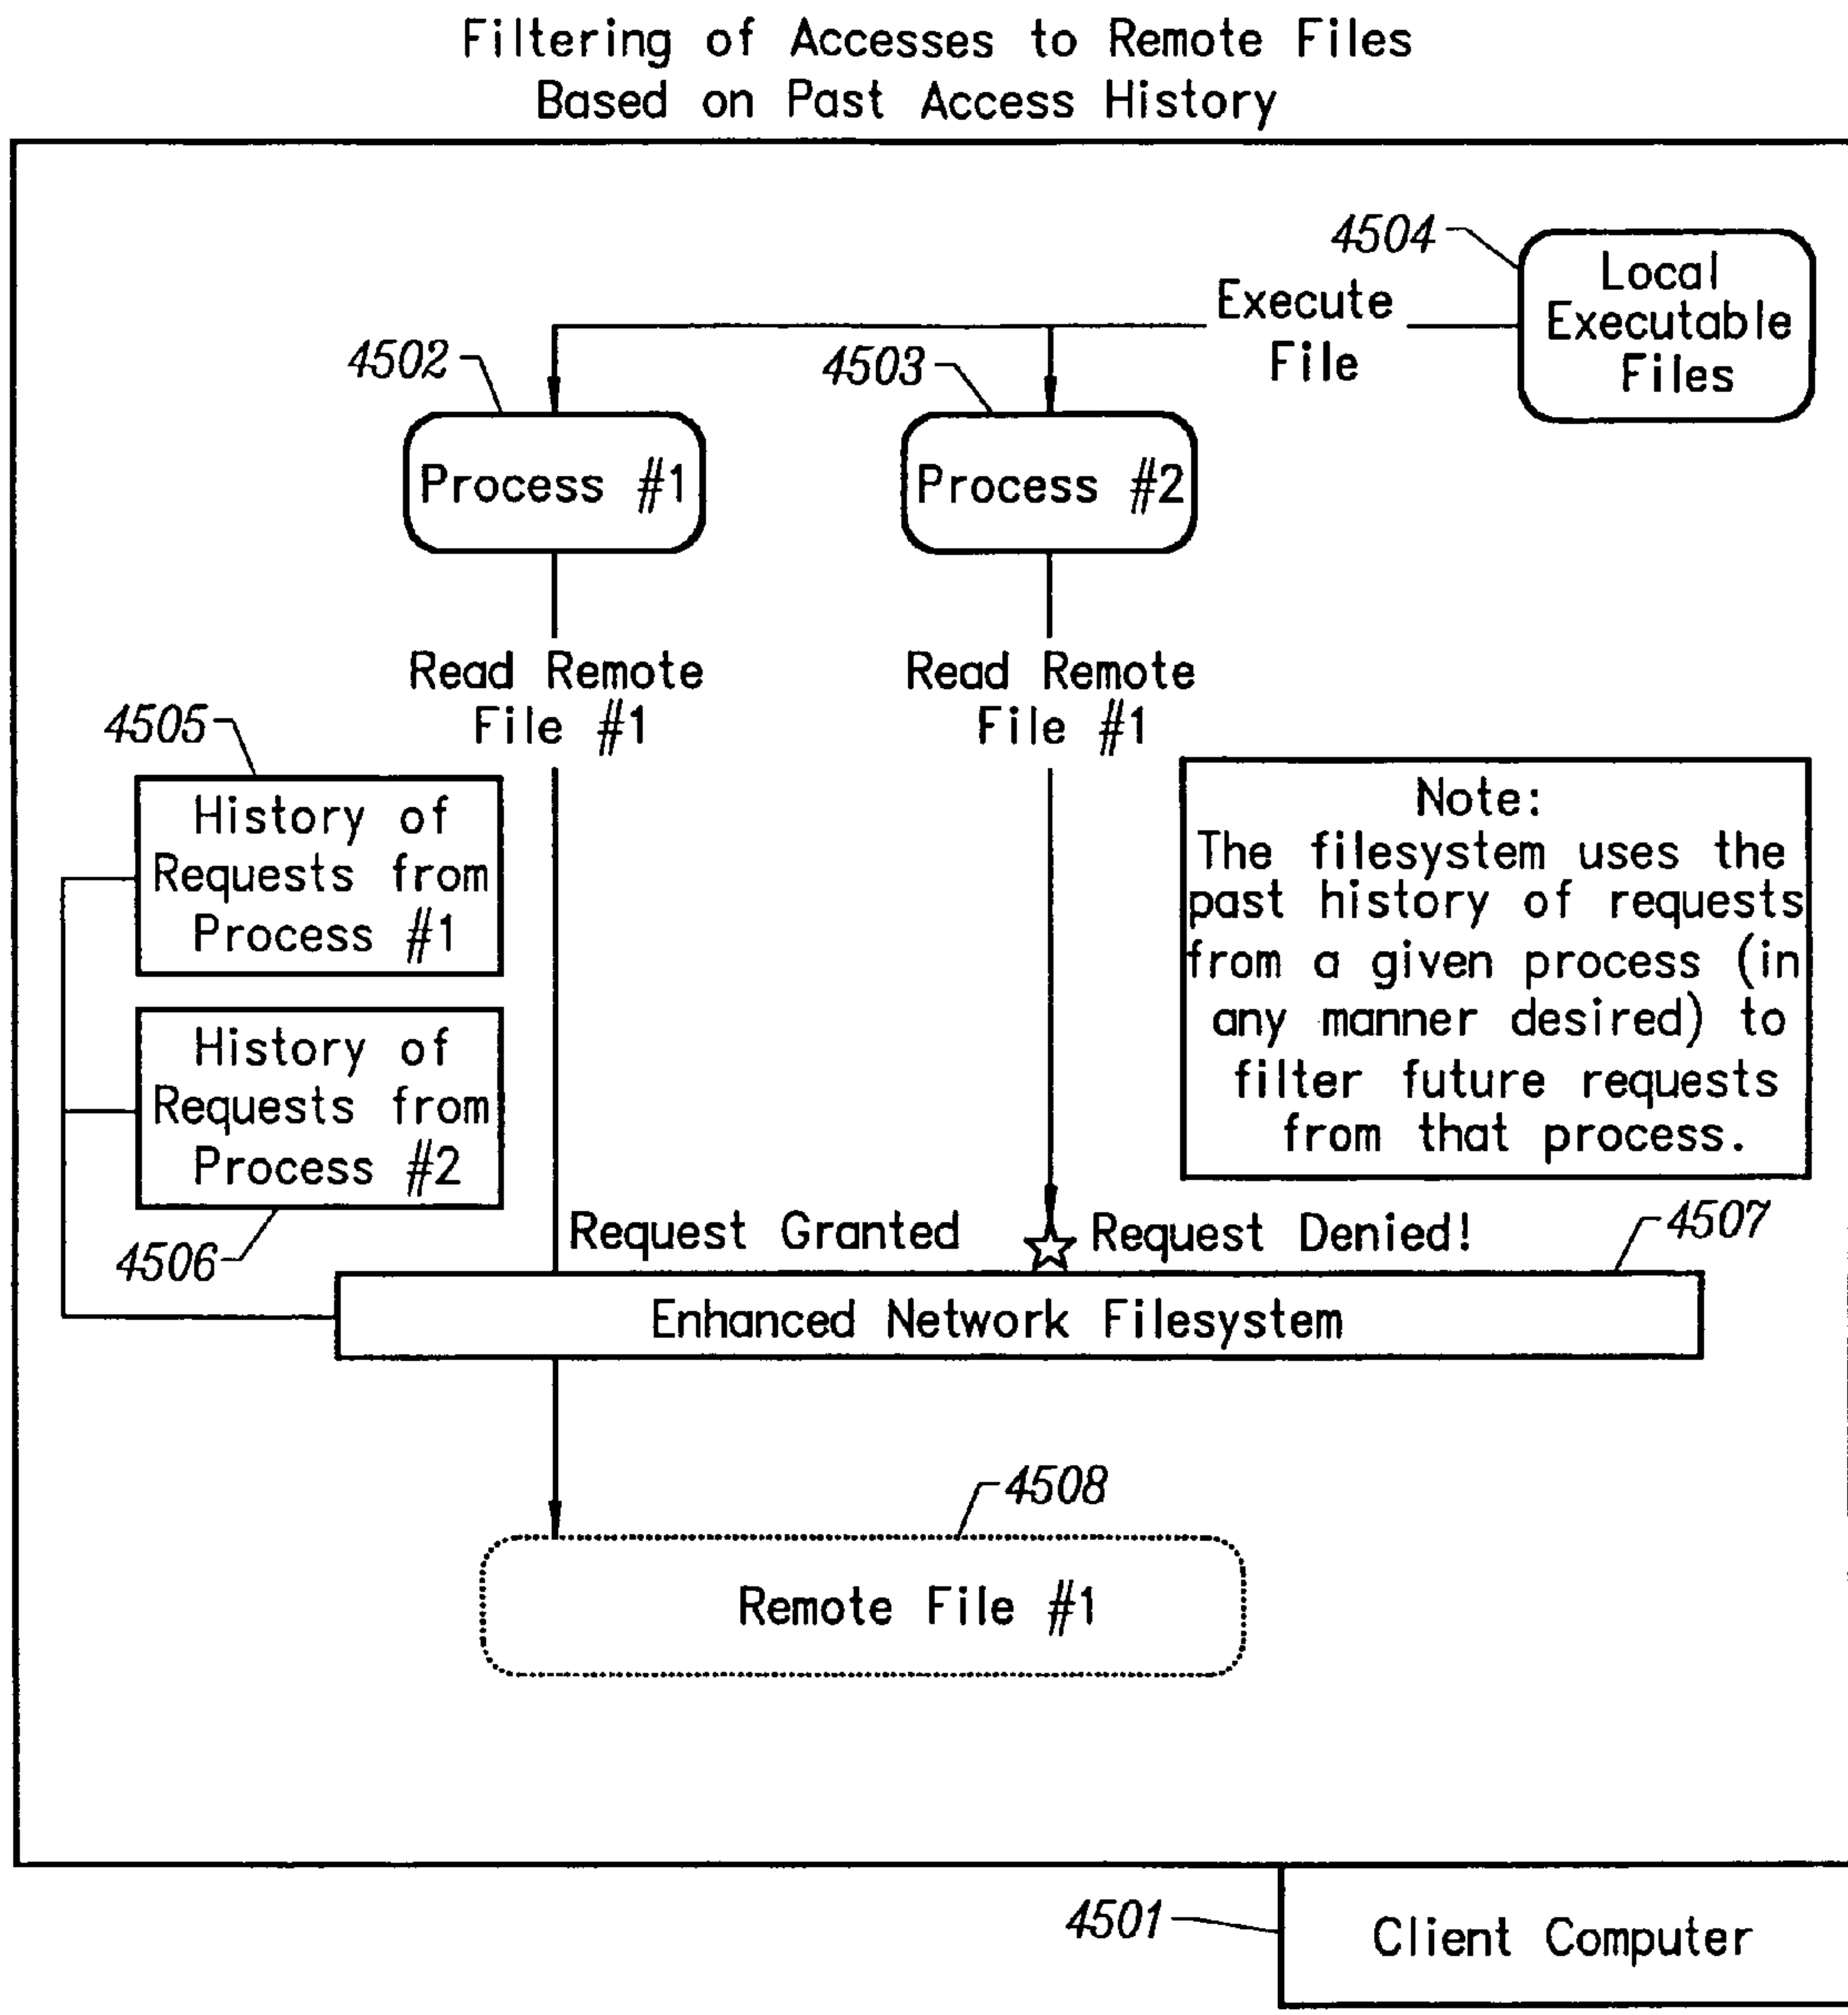 Filtering of Accesses to Remote Files
Based on Past Access History
4504
Local
Executable
Files
Execute
File
4502
4503
Process #1
Process #2
Read Remote
File #1
Read Remote
File #1
4505
History of
Requests from
Process #1
History of
Requests from
Process #2
4506
Note:
The filesystem uses the
past history of requests
from a given process (in
any manner desired) to
filter future requests
from that process.
Request Granted
Request Denied!
4507
Enhanced Network Filesystem
4508
Remote File #1
4501
Client Computer